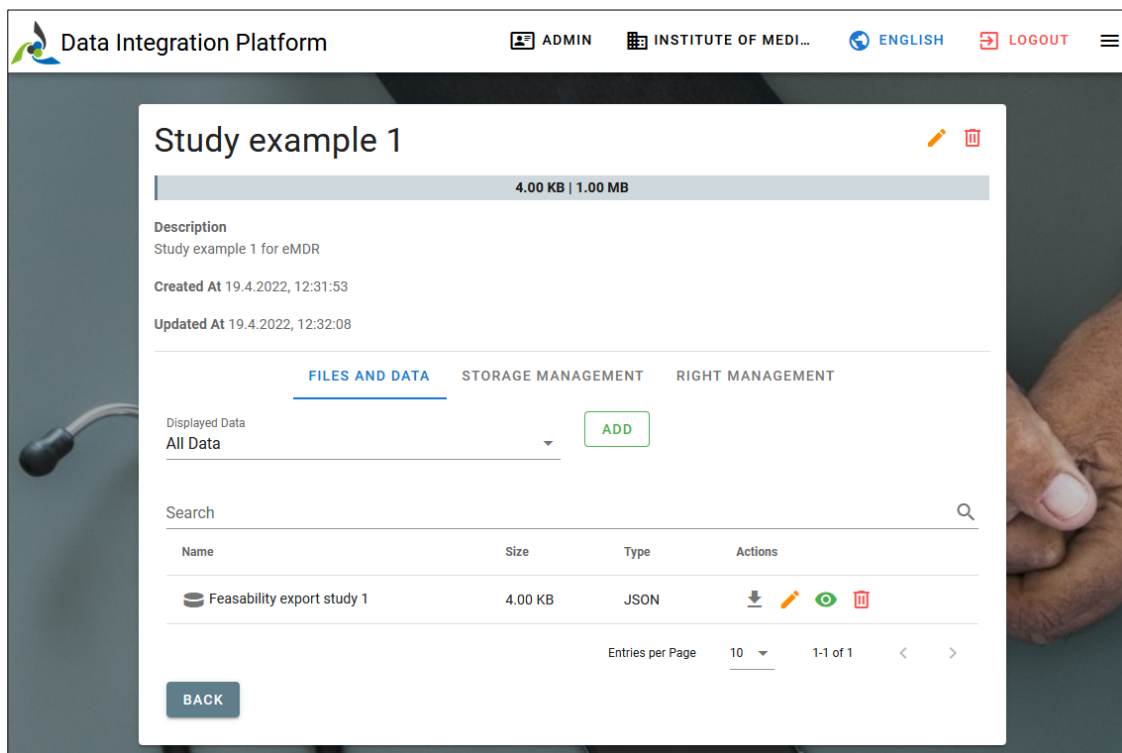 Data Integration Platform ADMIN INSTITUTE OF MEDI... ENGLISH LOGOUT
Study example 1
4.00 KB | 1.00 MB
Description
Study example 1 for eMDR
Created At 19.4.2022, 12:31:53
Updated At 19.4.2022, 12:32:08
FILES AND DATA STORAGE MANAGEMENT RIGHT MANAGEMENT
Displayed Data
All Data
ADD
Search
Name Size Type Actions
Feasability export study 1 4.00 KB JSON
Entries per Page 10 1-1 of 1
BACK